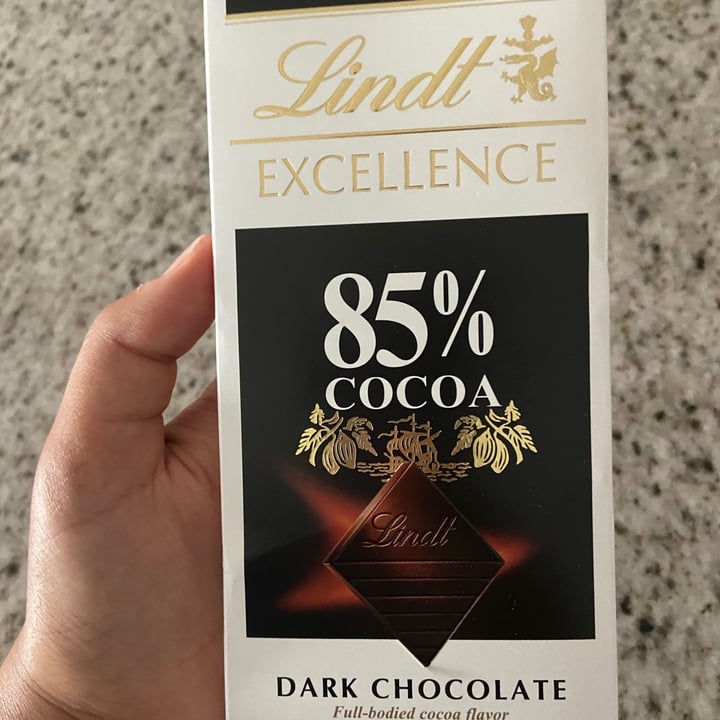 Lindt
EXCELLENCE
85%
COCOA
Lindt
DARK CHOCOLATE
Full-bodied cocoa flavor